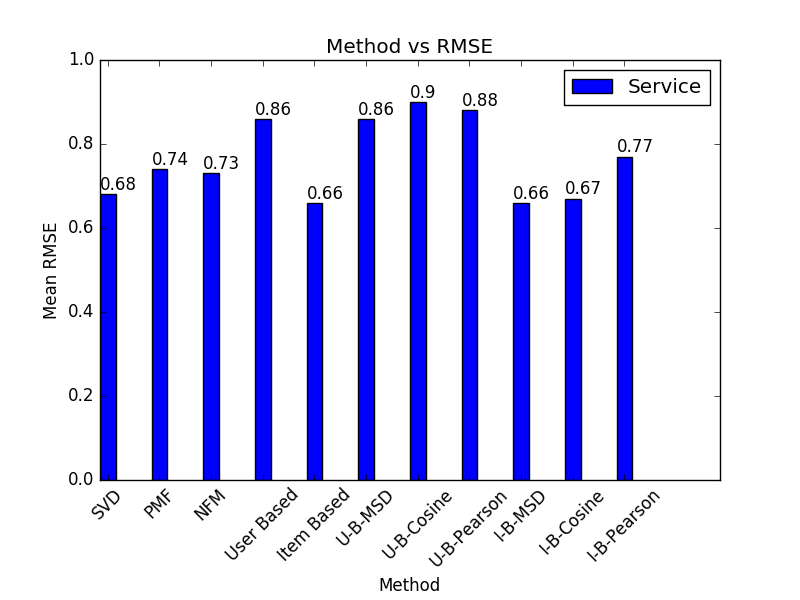 Method vs RMSE
Service
Mean RMSE
1.0
0.8
0.6
0.4
0.2
0.0
0.68
0.74
0.73
0.86
0.66
0.86
0.9
0.88
0.66
0.67
0.77
SVD
PMF
NFM
User Based
Item Based
U-B-MSD
U-B-Cosine
U-B-Pearson
I-B-MSD
I-B-Cosine
I-B-Pearson
Method